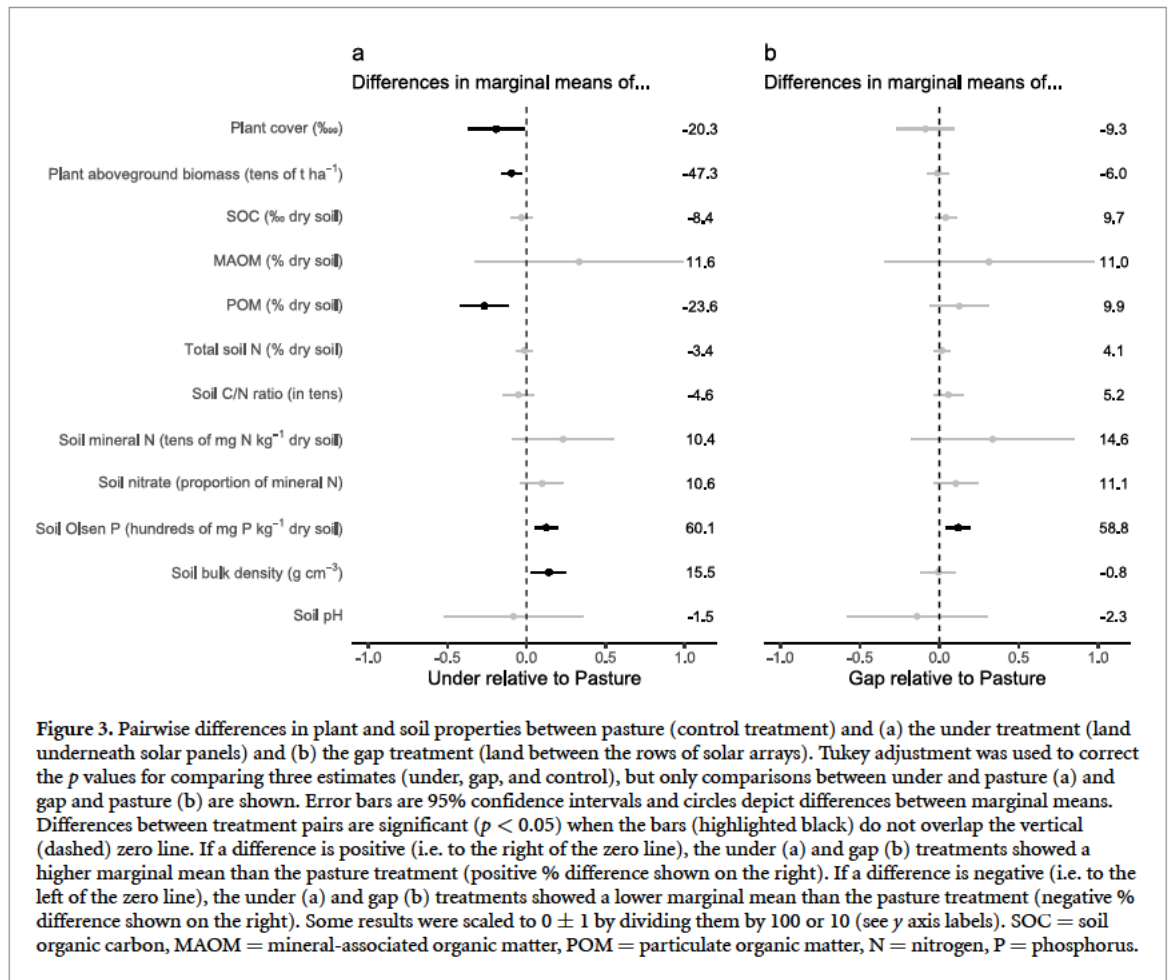 a
Differences in marginal means of...
b
Differences in marginal means of...
Plant cover (‱) -20.3 -9.3
Plant aboveground biomass (tens of t ha⁻¹) -47.3 -6.0
SOC (‰ dry soil) -8.4 9.7
MAOM (% dry soil) 11.6 11.0
POM (% dry soil) -23.6 9.9
Total soil N (% dry soil) -3.4 4.1
Soil C/N ratio (in tens) -4.6 5.2
Soil mineral N (tens of mg N kg⁻¹ dry soil) 10.4 14.6
Soil nitrate (proportion of mineral N) 10.6 11.1
Soil Olsen P (hundreds of mg P kg⁻¹ dry soil) 60.1 58.8
Soil bulk density (g cm⁻³) 15.5 -0.8
Soil pH -1.5 -2.3
-1.0 -0.5 0.0 0.5 1.0 -1.0 -0.5 0.0 0.5 1.0
Under relative to Pasture Gap relative to Pasture
Figure 3. Pairwise differences in plant and soil properties between pasture (control treatment) and (a) the under treatment (land
underneath solar panels) and (b) the gap treatment (land between the rows of solar arrays). Tukey adjustment was used to correct
the p values for comparing three estimates (under, gap, and control), but only comparisons between under and pasture (a) and
gap and pasture (b) are shown. Error bars are 95% confidence intervals and circles depict differences between marginal means.
Differences between treatment pairs are significant (p < 0.05) when the bars (highlighted black) do not overlap the vertical
(dashed) zero line. If a difference is positive (i.e. to the right of the zero line), the under (a) and gap (b) treatments showed a
higher marginal mean than the pasture treatment (positive % difference shown on the right). If a difference is negative (i.e. to the
left of the zero line), the under (a) and gap (b) treatments showed a lower marginal mean than the pasture treatment (negative %
difference shown on the right). Some results were scaled to 0 ± 1 by dividing them by 100 or 10 (see y axis labels). SOC = soil
organic carbon, MAOM = mineral-associated organic matter, POM = particulate organic matter, N = nitrogen, P = phosphorus.